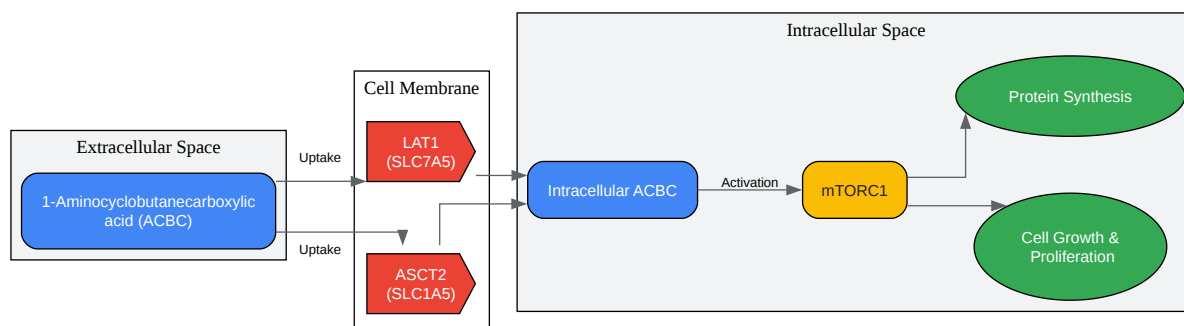 Extracellular Space
1-Aminocyclobutanecarboxylic
acid (ACBC)
Uptake
Uptake
Cell Membrane
LAT1
(SLC7A5)
ASCT2
(SLC1A5)
Intracellular Space
Intracellular ACBC
Activation
mTORC1
Protein Synthesis
Cell Growth &
Proliferation